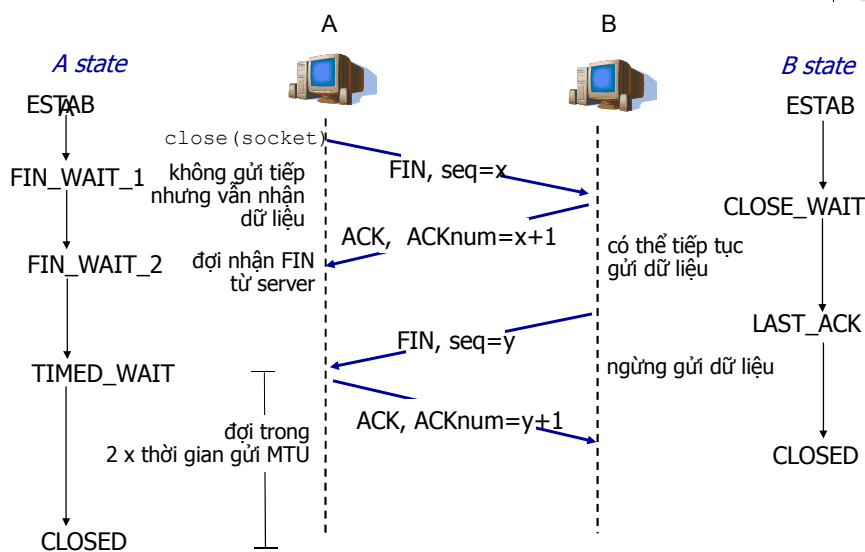 A
B
A state
B state
ESTAB
A
ESTAB
close(socket)
FIN_WAIT_1
không gửi tiếp
nhưng vẫn nhận
dữ liệu
FIN, seq=x
CLOSE_WAIT
ACK, ACKnum=x+1
FIN_WAIT_2
đợi nhận FIN
từ server
có thể tiếp tục
gửi dữ liệu
LAST_ACK
FIN, seq=y
TIMED_WAIT
ngừng gửi dữ liệu
ACK, ACKnum=y+1
đợi trong
2 x thời gian gửi MTU
CLOSED
CLOSED